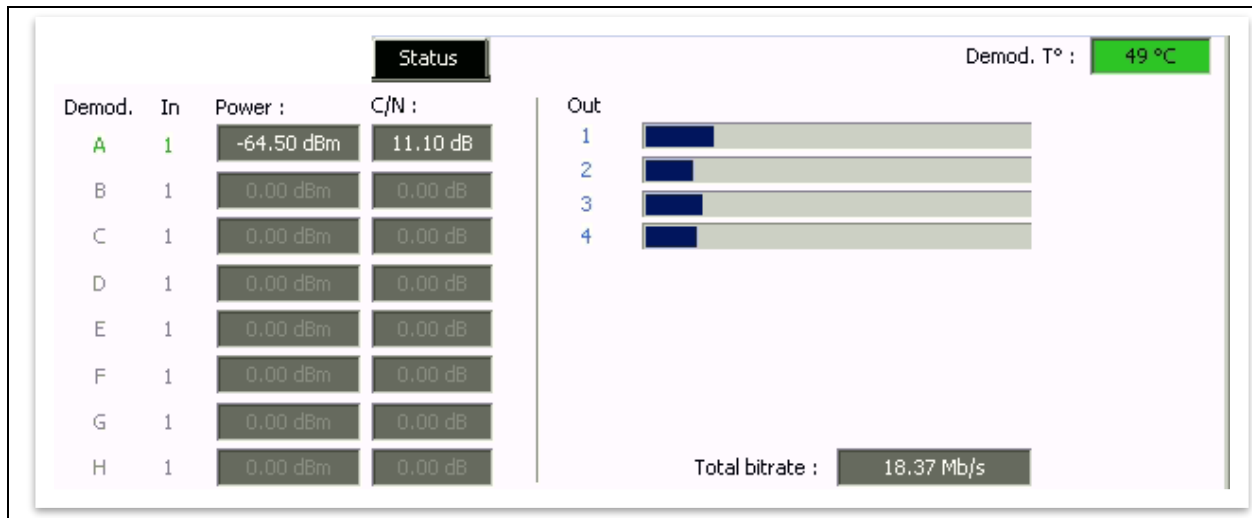 Status Demod. T° : 49 °C
Demod. In Power : C/N : Out
A 1 -64.50 dBm 11.10 dB 1
2
B 1 0.00 dBm 0.00 dB
3
C 1 0.00 dBm 0.00 dB 4
D 1 0.00 dBm 0.00 dB
E 1 0.00 dBm 0.00 dB
F 1 0.00 dBm 0.00 dB
G 1 0.00 dBm 0.00 dB
H 1 0.00 dBm 0.00 dB Total bitrate : 18.37 Mb/s